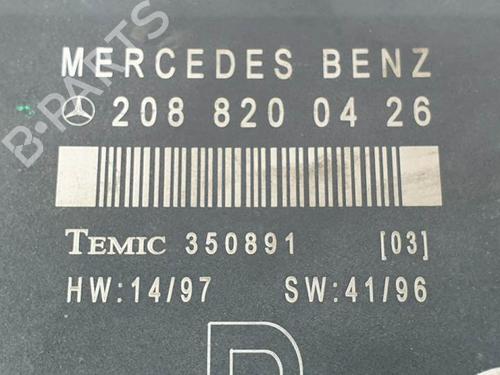 MERCEDES BENZ
208 820 04 26
TEMIC 350891 [03]
HW:14/97 SW:41/96
B-PARTS